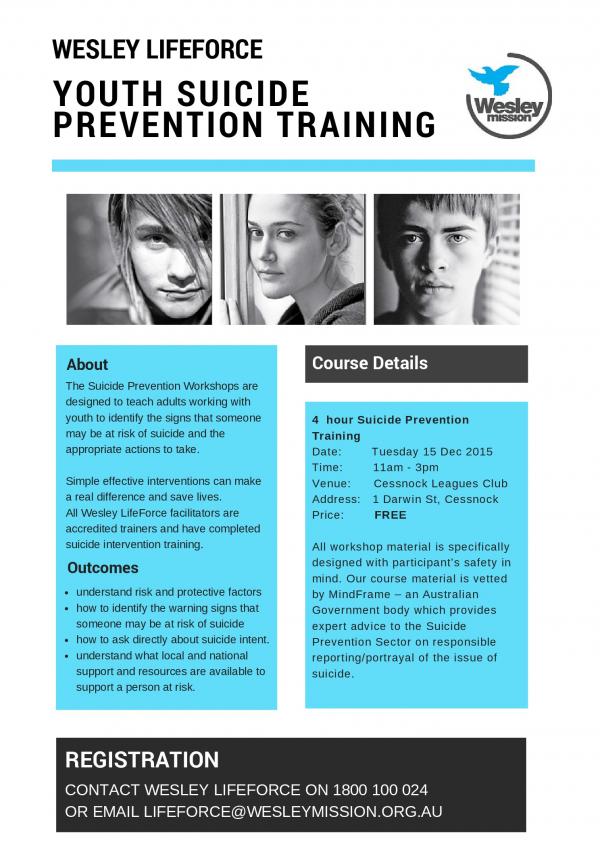 WESLEY LIFEFORCE
YOUTH SUICIDE
PREVENTION TRAINING
Wesley
mission
About
The Suicide Prevention Workshops are
designed to teach adults working with
youth to identify the signs that someone
may be at risk of suicide and the
appropriate actions to take.
Simple effective interventions can make
a real difference and save lives.
All Wesley LifeForce facilitators are
accredited trainers and have completed
suicide intervention training.
Outcomes
• understand risk and protective factors
• how to identify the warning signs that
someone may be at risk of suicide
• how to ask directly about suicide intent.
• understand what local and national
support and resources are available to
support a person at risk.
Course Details
4 hour Suicide Prevention
Training
Date: Tuesday 15 Dec 2015
Time: 11am - 3pm
Venue: Cessnock Leagues Club
Address: 1 Darwin St, Cessnock
Price: FREE
All workshop material is specifically
designed with participant's safety in
mind. Our course material is vetted
by MindFrame – an Australian
Government body which provides
expert advice to the Suicide
Prevention Sector on responsible
reporting/portrayal of the issue of
suicide.
REGISTRATION
CONTACT WESLEY LIFEFORCE ON 1800 100 024
OR EMAIL LIFEFORCE@WESLEYMISSION.ORG.AU